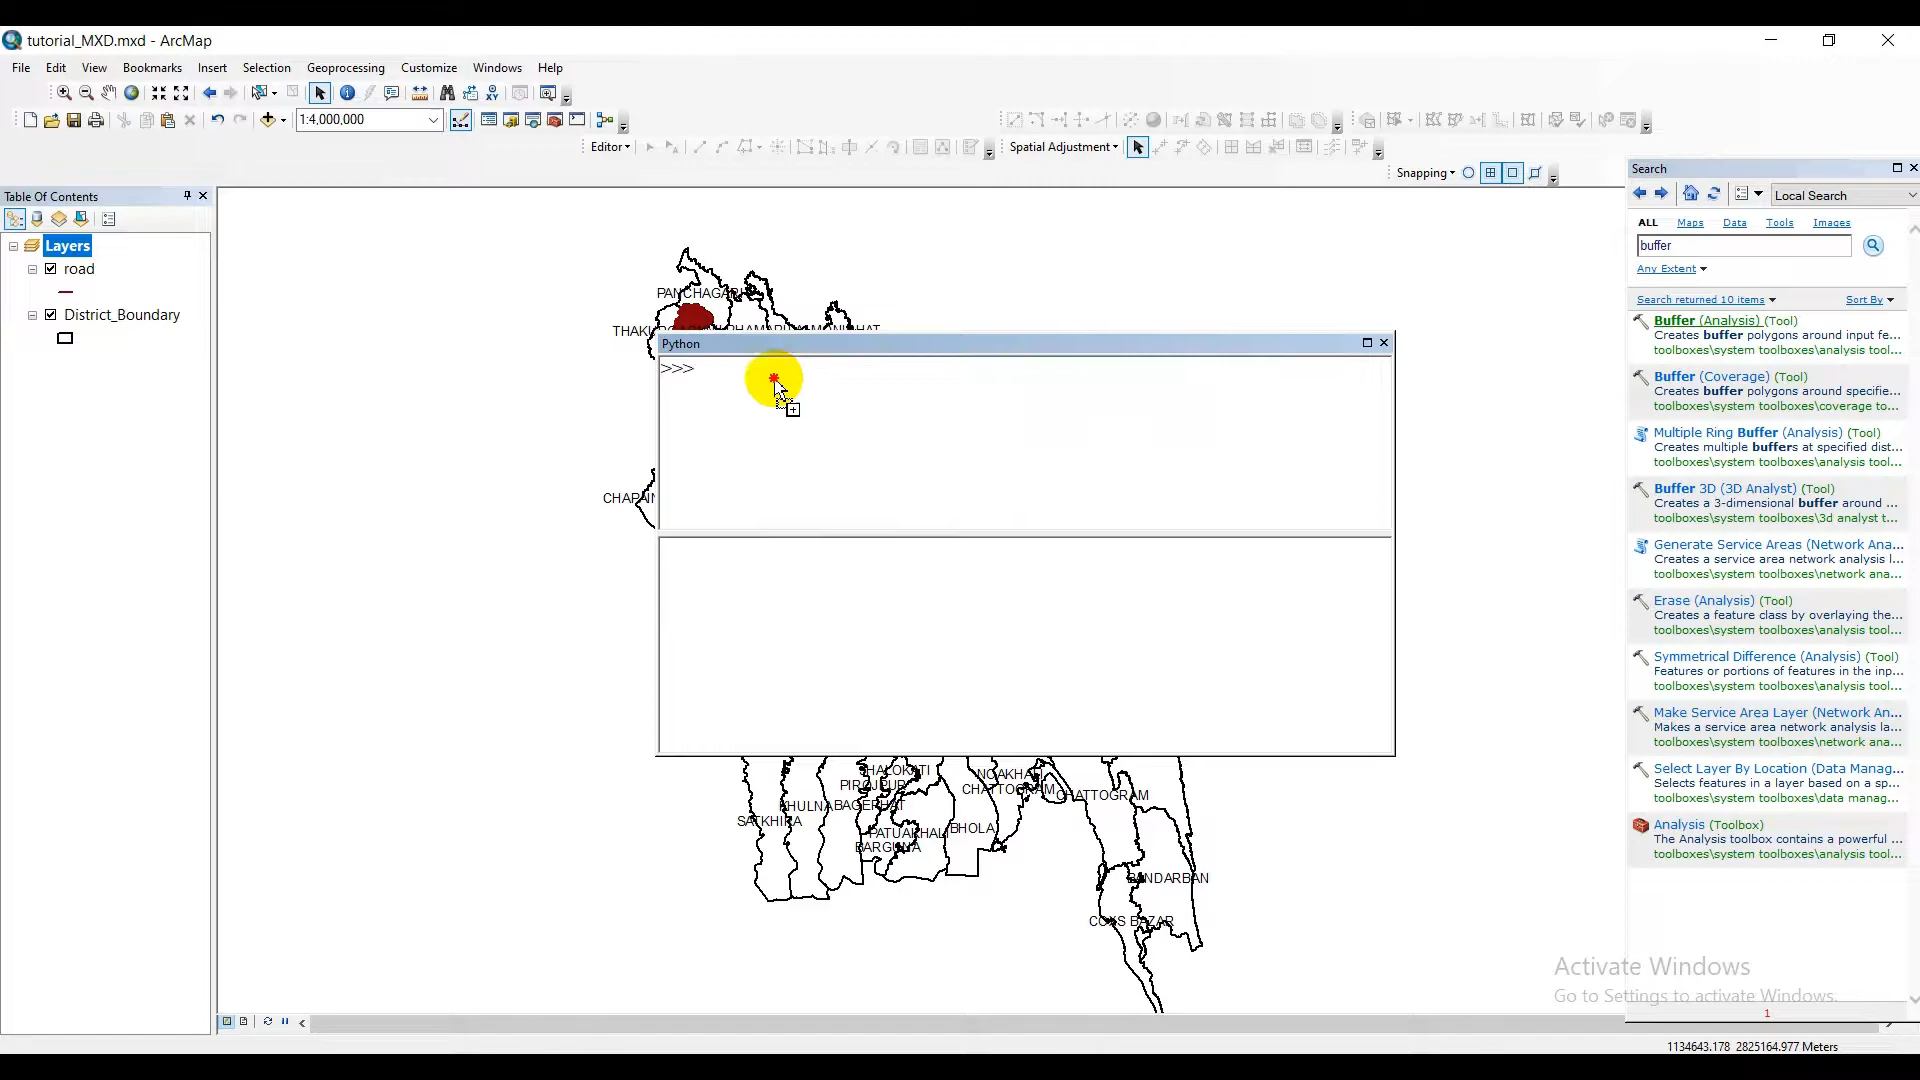 tutorial_MXD.mxd - ArcMap
File Edit View Bookmarks Insert Selection Geoprocessing Customize Windows Help
1:4,000,000
Editor
Spatial Adjustment
Snapping
Table Of Contents
Layers
road
District_Boundary
Python
>>>
CHATTOGRAM
CHATTOGRAM
KHULNA
BAGERHAT
SATKHIRA
PATUAKHALI
BHOLA
BARGUNA
PIROJPUR
NOAKHALI
BANDARBAN
COXS BAZAR
Search
Local Search
ALL Maps Data Tools Images
buffer
Any Extent
Search returned 10 items Sort By
Buffer (Analysis) (Tool)
Creates buffer polygons around input fe...
toolboxes\system toolboxes\analysis tool...
Buffer (Coverage) (Tool)
Creates buffer polygons around specifie...
toolboxes\system toolboxes\coverage to...
Multiple Ring Buffer (Analysis) (Tool)
Creates multiple buffers at specified dist...
toolboxes\system toolboxes\analysis tool...
Buffer 3D (3D Analyst) (Tool)
Creates a 3-dimensional buffer around ...
toolboxes\system toolboxes\3d analyst t...
Generate Service Areas (Network Ana...
Creates a service area network analysis l...
toolboxes\system toolboxes\network ana...
Erase (Analysis) (Tool)
Creates a feature class by overlaying the...
toolboxes\system toolboxes\analysis tool...
Symmetrical Difference (Analysis) (Tool)
Features or portions of features in the inp...
toolboxes\system toolboxes\analysis tool...
Make Service Area Layer (Network An...
Makes a service area network analysis la...
toolboxes\system toolboxes\network ana...
Select Layer By Location (Data Manag...
Selects features in a layer based on a sp...
toolboxes\system toolboxes\data manag...
Analysis (Toolbox)
The Analysis toolbox contains a powerful ...
toolboxes\system toolboxes\analysis tool...
Activate Windows
Go to Settings to activate Windows.
1
1134643.178 2825164.977 Meters